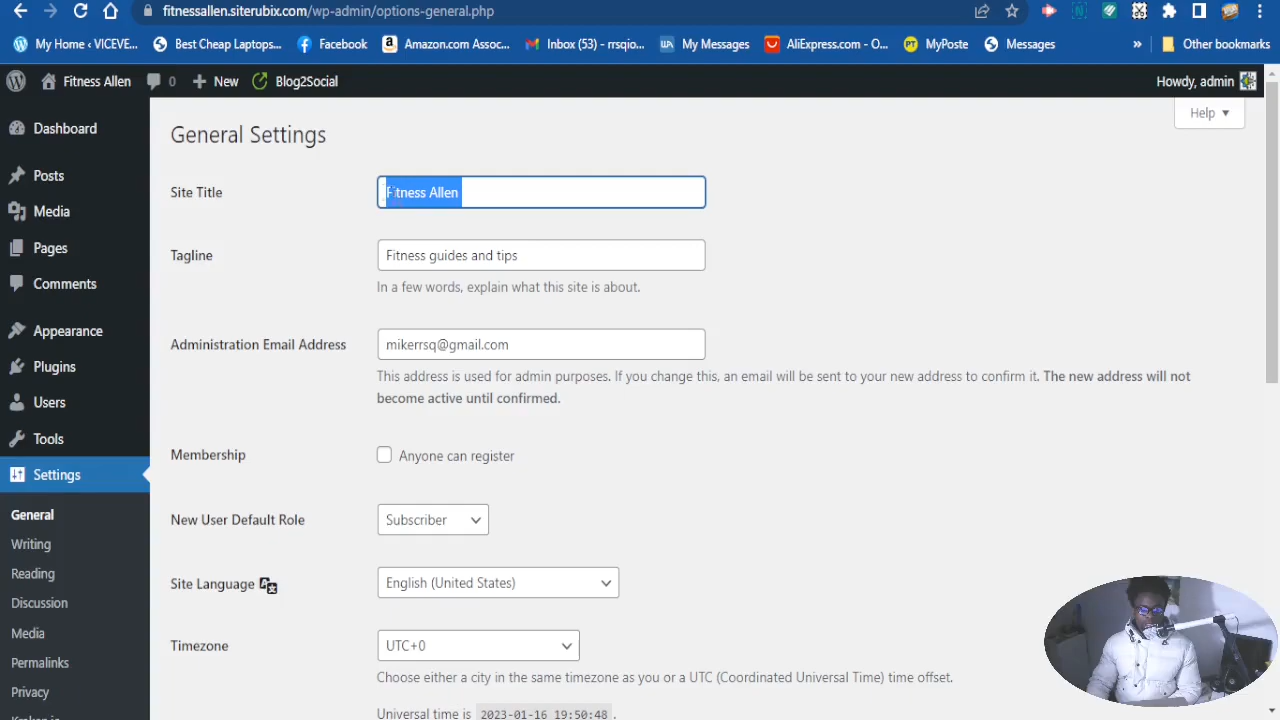 fitnessallen.siterubix.com/wp-admin/options-general.php
My Home ‹ VICEVE...
Best Cheap Laptops...
Facebook
Amazon.com Assoc...
Inbox (53) - rrsqio...
WA
My Messages
AliExpress.com - O...
PT
MyPoste
Messages
»
Other bookmarks
Fitness Allen
0
New
Blog2Social
Howdy, admin
Help
Dashboard
Posts
Media
Pages
Comments
Appearance
Plugins
Users
Tools
Settings
General
Writing
Reading
Discussion
Media
Permalinks
Privacy
General Settings
Site Title
Fitness Allen
Tagline
Fitness guides and tips
In a few words, explain what this site is about.
Administration Email Address
mikerrsq@gmail.com
This address is used for admin purposes. If you change this, an email will be sent to your new address to confirm it. The new address will not
become active until confirmed.
Membership
Anyone can register
New User Default Role
Subscriber
Site Language
English (United States)
Timezone
UTC+0
Choose either a city in the same timezone as you or a UTC (Coordinated Universal Time) time offset.
Universal time is 2023-01-16 19:50:48 .